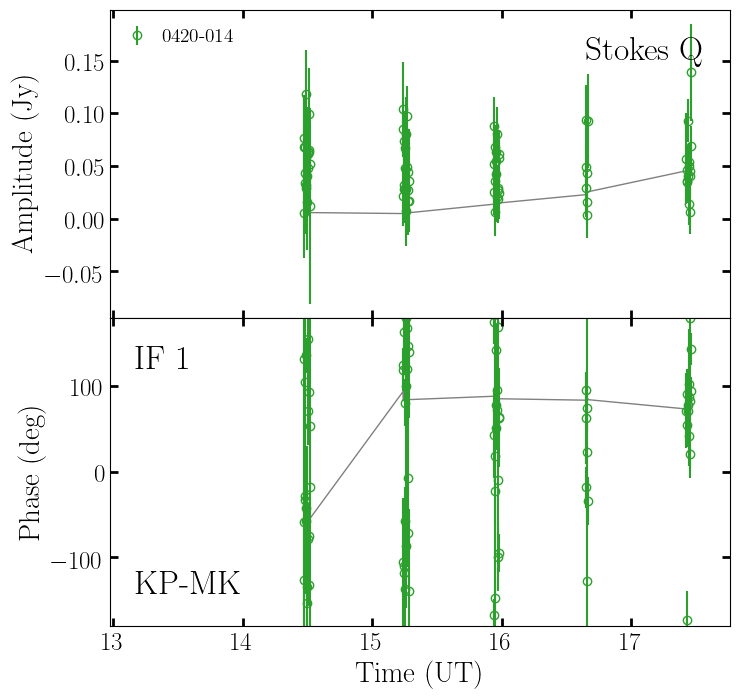 0420-014
Stokes Q
Amplitude (Jy)
0.15
0.10
0.05
0.00
−0.05
IF 1
KP-MK
Phase (deg)
100
0
−100
13
14
15
16
17
Time (UT)